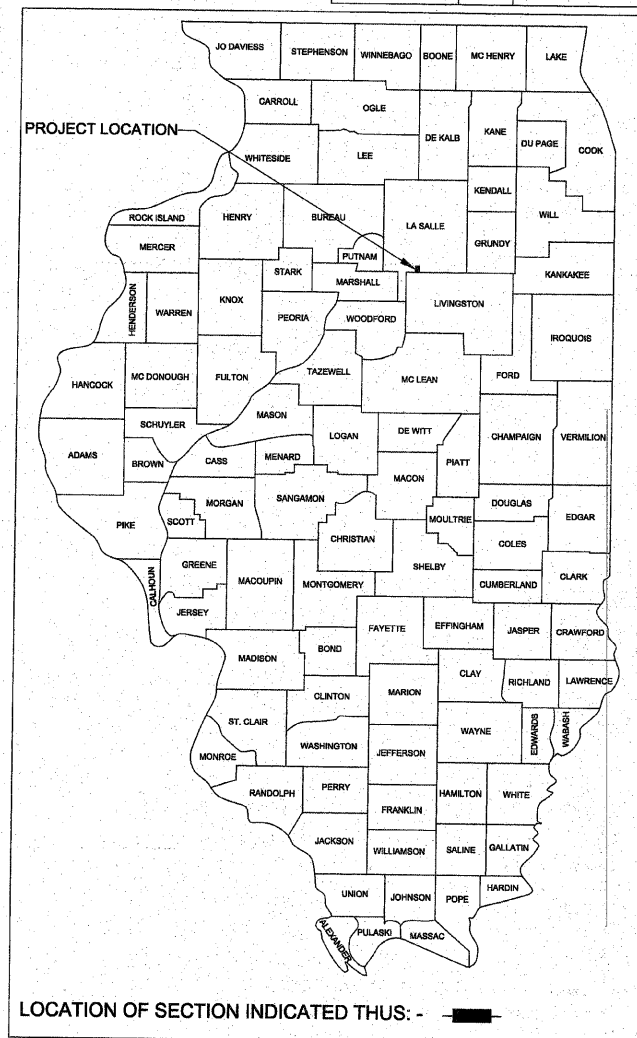 JO DAVIESS
STEPHENSON
WINNEBAGO
BOONE
MC HENRY
LAKE
CARROLL
OGLE
DE KALB
KANE
DU PAGE
COOK
PROJECT LOCATION
WHITESIDE
LEE
KENDALL
WILL
ROCK ISLAND
HENRY
BUREAU
LA SALLE
GRUNDY
MERCER
PUTNAM
STARK
MARSHALL
KANKAKEE
HENDERSON
WARREN
KNOX
PEORIA
WOODFORD
LIVINGSTON
IROQUOIS
HANCOCK
MC DONOUGH
FULTON
TAZEWELL
MC LEAN
FORD
SCHUYLER
MASON
LOGAN
DE WITT
CHAMPAIGN
VERMILION
ADAMS
BROWN
CASS
MENARD
PIATT
MACON
PIKE
SCOTT
MORGAN
SANGAMON
CHRISTIAN
MOULTRIE
DOUGLAS
EDGAR
COLES
CALHOUN
GREENE
MACOUPIN
MONTGOMERY
SHELBY
CUMBERLAND
CLARK
JERSEY
FAYETTE
EFFINGHAM
JASPER
CRAWFORD
MADISON
BOND
CLAY
RICHLAND
LAWRENCE
CLINTON
MARION
ST. CLAIR
WAYNE
EDWARDS
WABASH
MONROE
WASHINGTON
JEFFERSON
RANDOLPH
PERRY
HAMILTON
WHITE
FRANKLIN
JACKSON
WILLIAMSON
SALINE
GALLATIN
UNION
JOHNSON
POPE
HARDIN
ALEXANDER
PULASKI
MASSAC
LOCATION OF SECTION INDICATED THUS: -